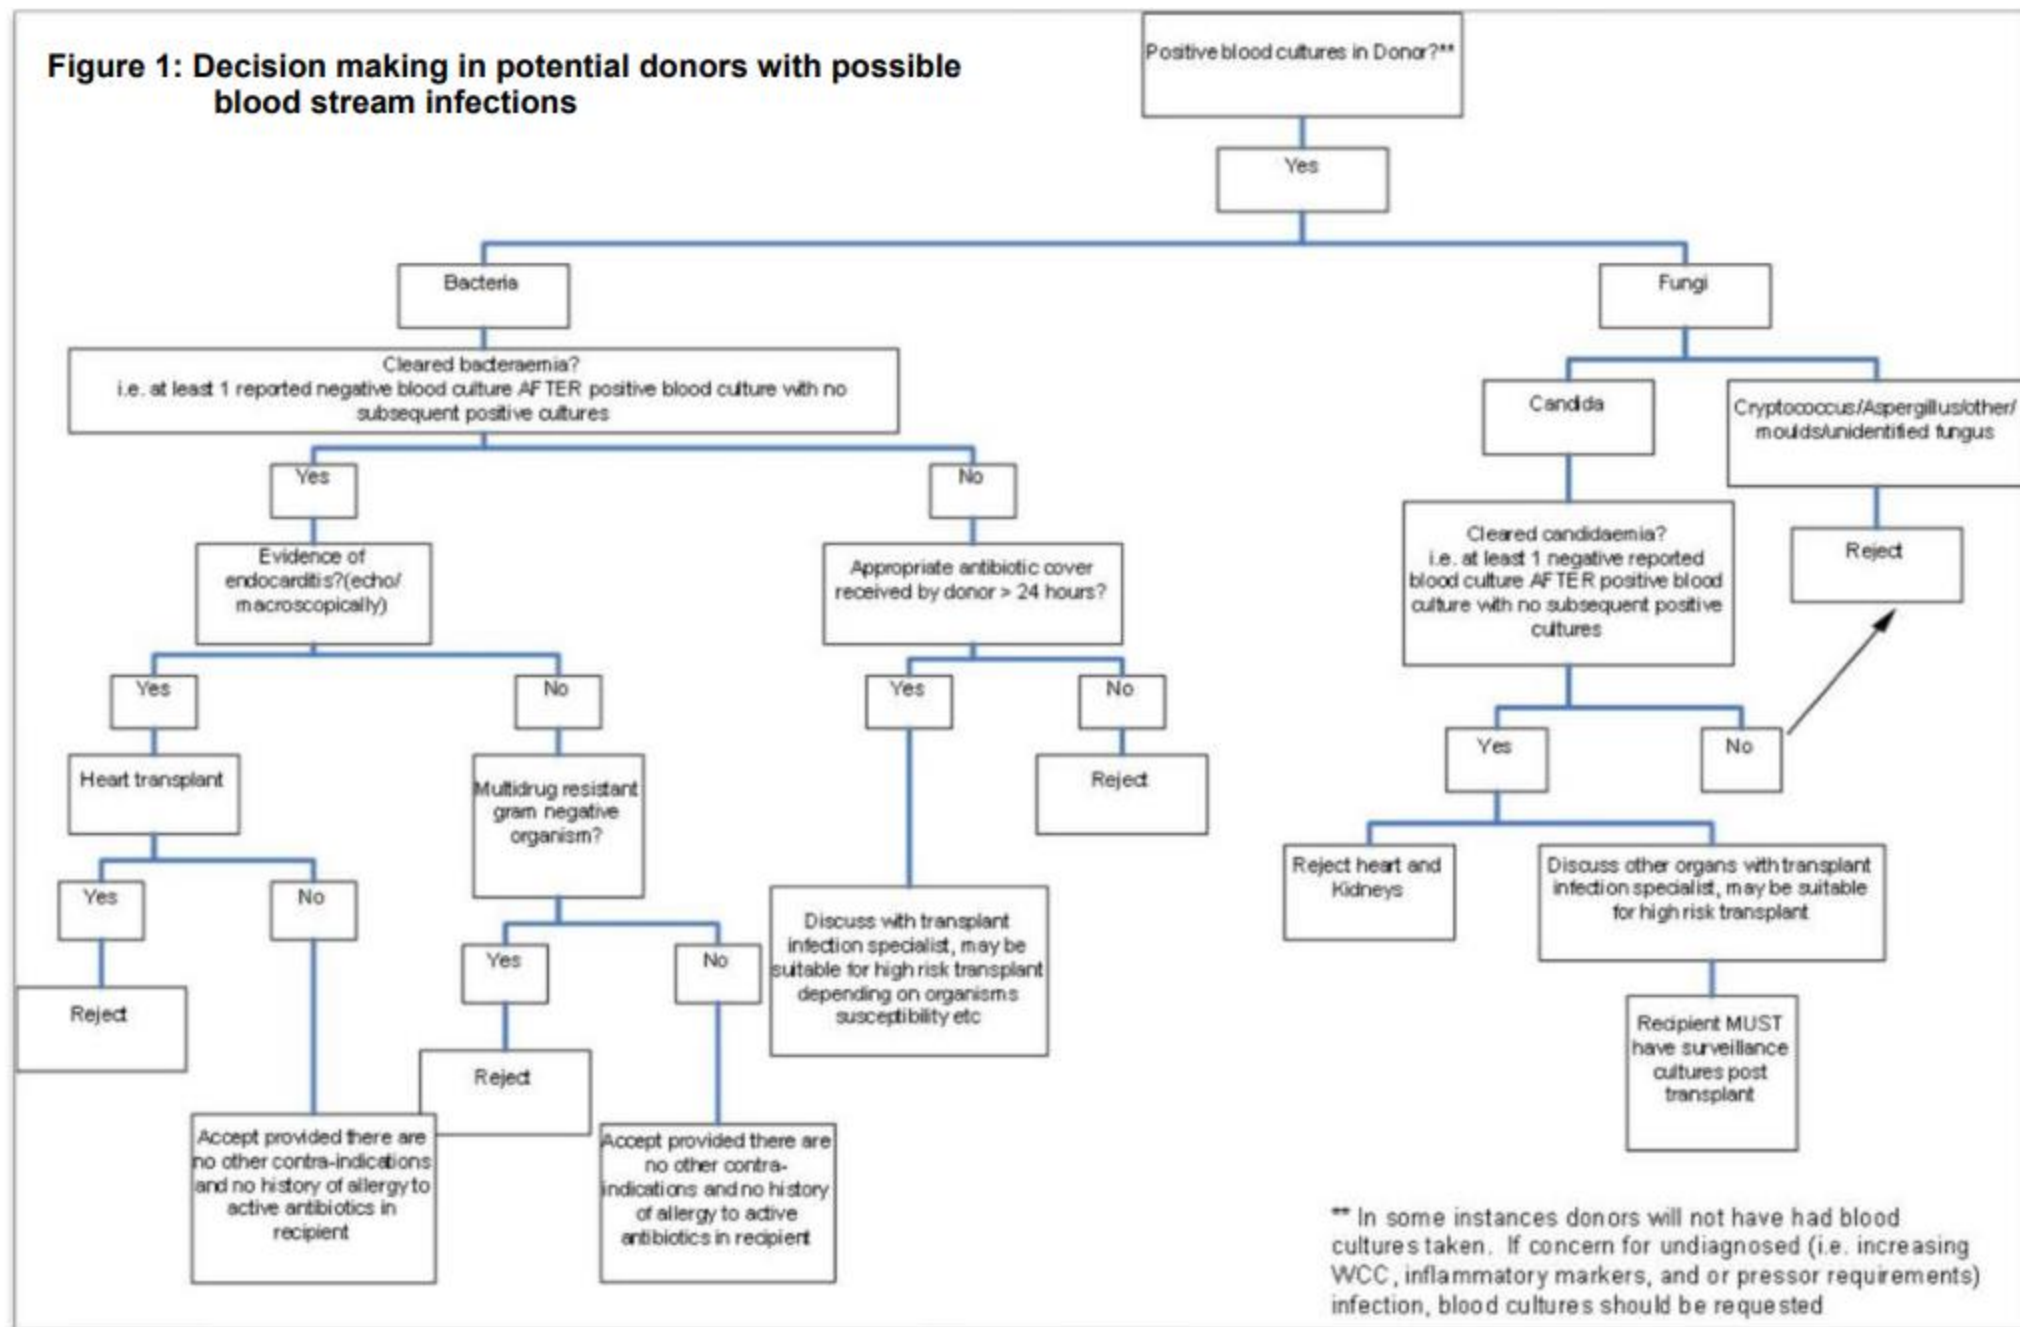 Figure 1: Decision making in potential donors with possible
blood stream infections
Positive blood cultures in Donor?**
Yes
Bacteria
Fungi
Cleared bacteraemia?
i.e. at least 1 reported negative blood culture AFTER positive blood culture with no
subsequent positive cultures
Candida
Cryptococcus/Aspergillus/other/
moulds/unidentified fungus
Yes
No
Reject
Evidence of
endocarditis?(echo/
macroscopically)
Appropriate antibiotic cover
received by donor > 24 hours?
Cleared candidaemia?
i.e. at least 1 negative reported
blood culture AFTER positive blood
culture with no subsequent positive
cultures
Yes
No
Yes
No
Yes
No
Heart transplant
Multidrug resistant
gram negative
organism?
Reject
Yes
No
Reject heart and
Kidneys
Discuss other organs with transplant
infection specialist, may be suitable
for high risk transplant
Yes
No
Discuss with transplant
infection specialist, may be
suitable for high risk transplant
depending on organisms
susceptibility etc
Reject
Reject
Recipient MUST
have surveillance
cultures post
transplant
Accept provided there are
no other contra-indications
and no history of allergy to
active antibiotics in
recipient
Accept provided there are
no other contra-
indications and no history
of allergy to active
antibiotics in recipient
** In some instances donors will not have had blood
cultures taken. If concern for undiagnosed (i.e. increasing
WCC, inflammatory markers, and or pressor requirements)
infection, blood cultures should be requested